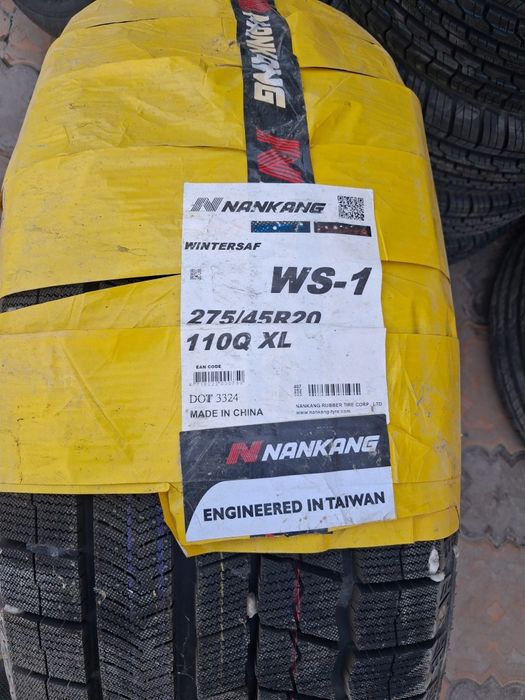 NANKANG
NANKANG
WINTERSAF
WS-1
275/45R20
110Q XL
EAN CODE
DOT 3324
MADE IN CHINA
NANKANG RUBBER TIRE CORP., LTD
www.nankang-tyre.com
NANKANG
ENGINEERED IN TAIWAN